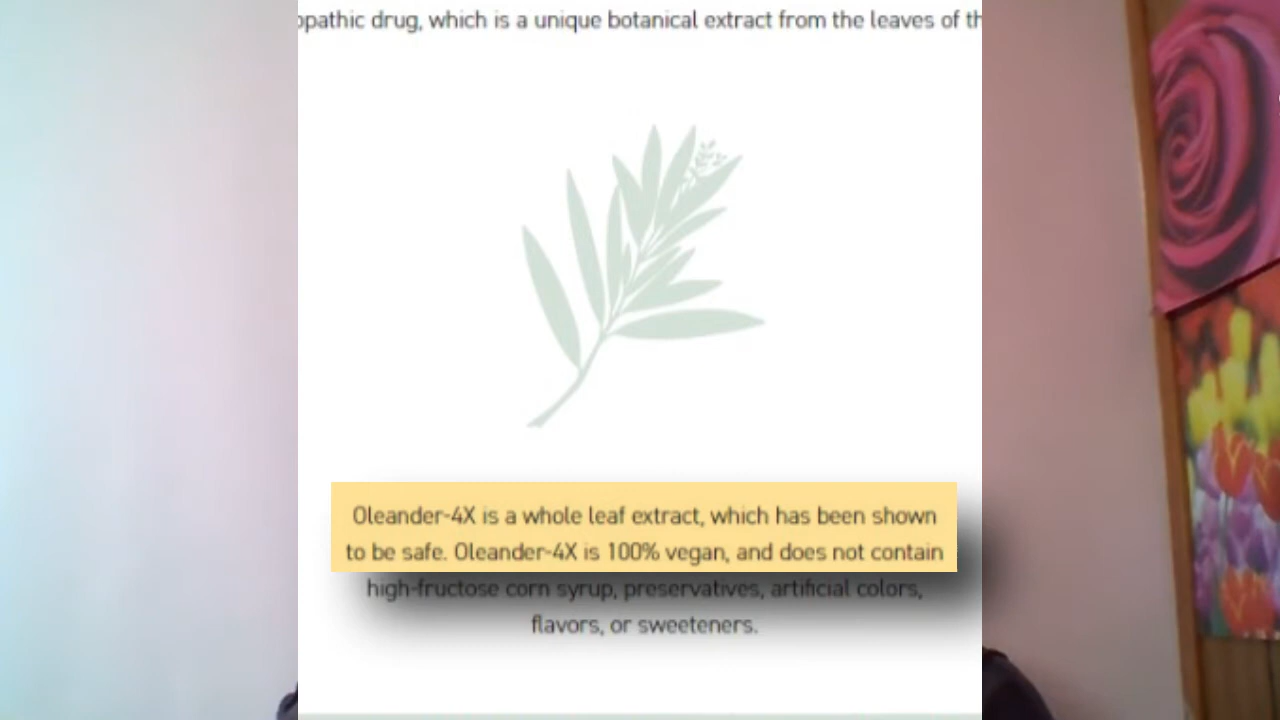 opathic drug, which is a unique botanical extract from the leaves of th
Oleander-4X is a whole leaf extract, which has been shown
to be safe. Oleander-4X is 100% vegan, and does not contain
high-fructose corn syrup, preservatives, artificial colors,
flavors, or sweeteners.